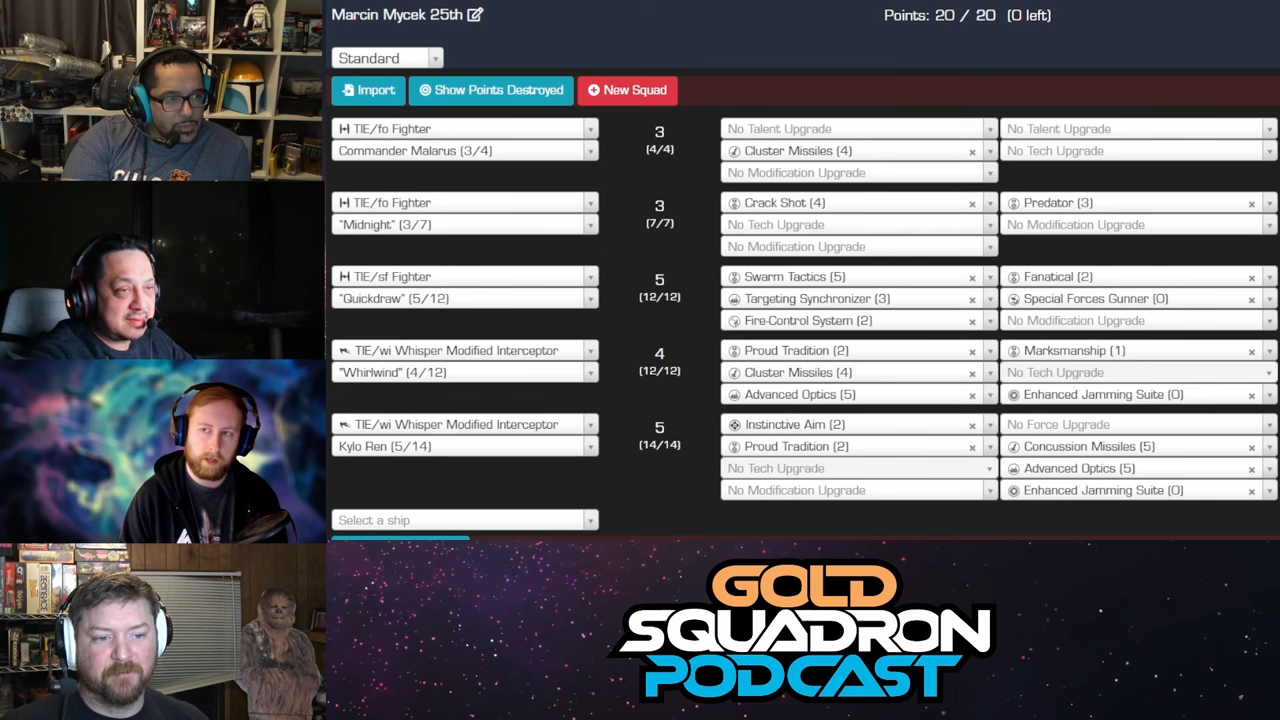 Marcin Mycek 25th
Points: 20 / 20 (0 left)
Standard
Import
Show Points Destroyed
New Squad
TIE/fo Fighter
3
No Talent Upgrade
No Talent Upgrade
Commander Malarus (3/4)
(4/4)
Cluster Missiles (4)
No Tech Upgrade
No Modification Upgrade
TIE/fo Fighter
3
Crack Shot (4)
Predator (3)
"Midnight" (3/7)
(7/7)
No Tech Upgrade
No Modification Upgrade
No Modification Upgrade
TIE/sf Fighter
5
Swarm Tactics (5)
Fanatical (2)
"Quickdraw" (5/12)
(12/12)
Targeting Synchronizer (3)
Special Forces Gunner (0)
Fire-Control System (2)
No Modification Upgrade
TIE/wi Whisper Modified Interceptor
4
Proud Tradition (2)
Marksmanship (1)
"Whirlwind" (4/12)
(12/12)
Cluster Missiles (4)
No Tech Upgrade
Advanced Optics (5)
Enhanced Jamming Suite (0)
TIE/wi Whisper Modified Interceptor
5
Instinctive Aim (2)
No Force Upgrade
Kylo Ren (5/14)
(14/14)
Proud Tradition (2)
Concussion Missiles (5)
No Tech Upgrade
Advanced Optics (5)
No Modification Upgrade
Enhanced Jamming Suite (0)
Select a ship
GOLD
SQUADRON
PODCAST